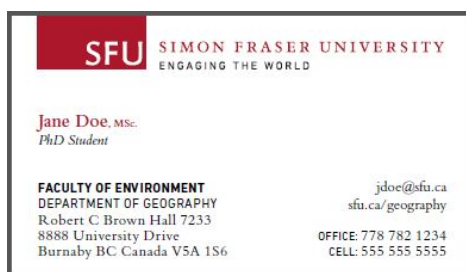 SFU SIMON FRASER UNIVERSITY
ENGAGING THE WORLD
Jane Doe, MSc.
PhD Student
FACULTY OF ENVIRONMENT
DEPARTMENT OF GEOGRAPHY
Robert C Brown Hall 7233
8888 University Drive
Burnaby BC Canada V5A 1S6
jdoe@sfu.ca
sfu.ca/geography
OFFICE: 778 782 1234
CELL: 555 555 5555